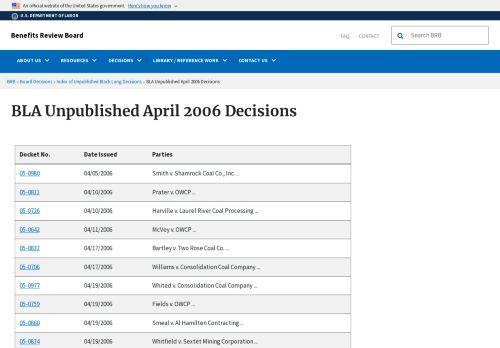 An official website of the United States government. Here's how you know
U.S. DEPARTMENT OF LABOR
Benefits Review Board
FAQ CONTACT
Search BRB
ABOUT US RESOURCES DECISIONS LIBRARY / REFERENCE WORK CONTACT US
BRB » Board Decisions » Index of Unpublished Black Lung Decisions » BLA Unpublished April 2006 Decisions
BLA Unpublished April 2006 Decisions
Docket No. Date Issued Parties
05-0980 04/05/2006 Smith v. Shamrock Coal Co., Inc. ...
05-0811 04/10/2006 Prater v. OWCP ...
05-0726 04/10/2006 Harville v. Laurel River Coal Processing ...
05-0642 04/11/2006 McVey v. OWCP ...
05-0832 04/17/2006 Bartley v. Two Rose Coal Co. ...
05-0706 04/17/2006 Williams v. Consolidation Coal Company ...
05-0977 04/19/2006 Whited v. Consolidation Coal Company ...
05-0759 04/19/2006 Fields v. OWCP ...
05-0860 04/19/2006 Smeal v. Al Hamilton Contracting ...
05-0834 04/19/2006 Whitfield v. Sextet Mining Corporation ...